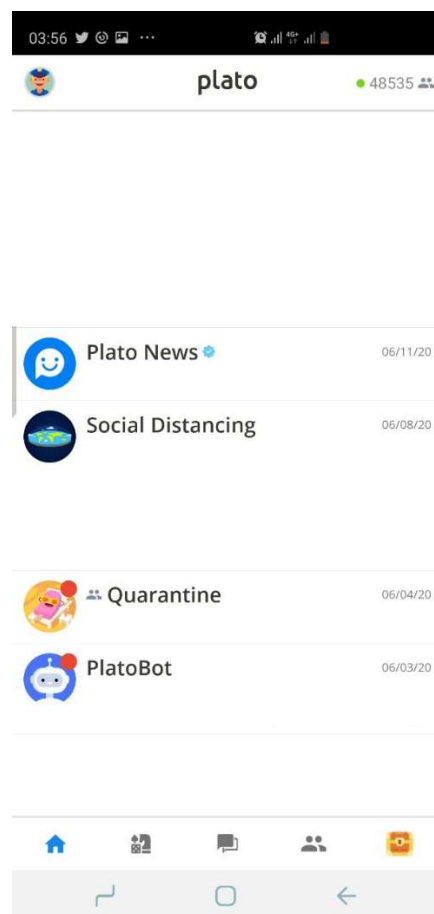 03:56
4G+
plato
48535
Plato News
06/11/20
Social Distancing
06/08/20
Quarantine
06/04/20
PlatoBot
06/03/20